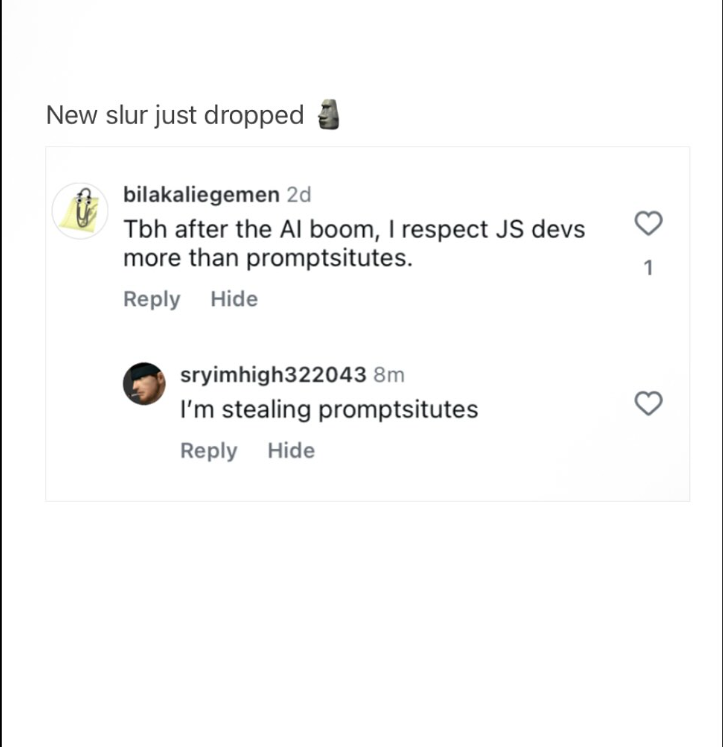 New slur just dropped 🗿
bilakaliegemen 2d
Tbh after the AI boom, I respect JS devs
more than promptsitutes.
1
Reply Hide
sryimhigh322043 8m
I'm stealing promptsitutes
Reply Hide